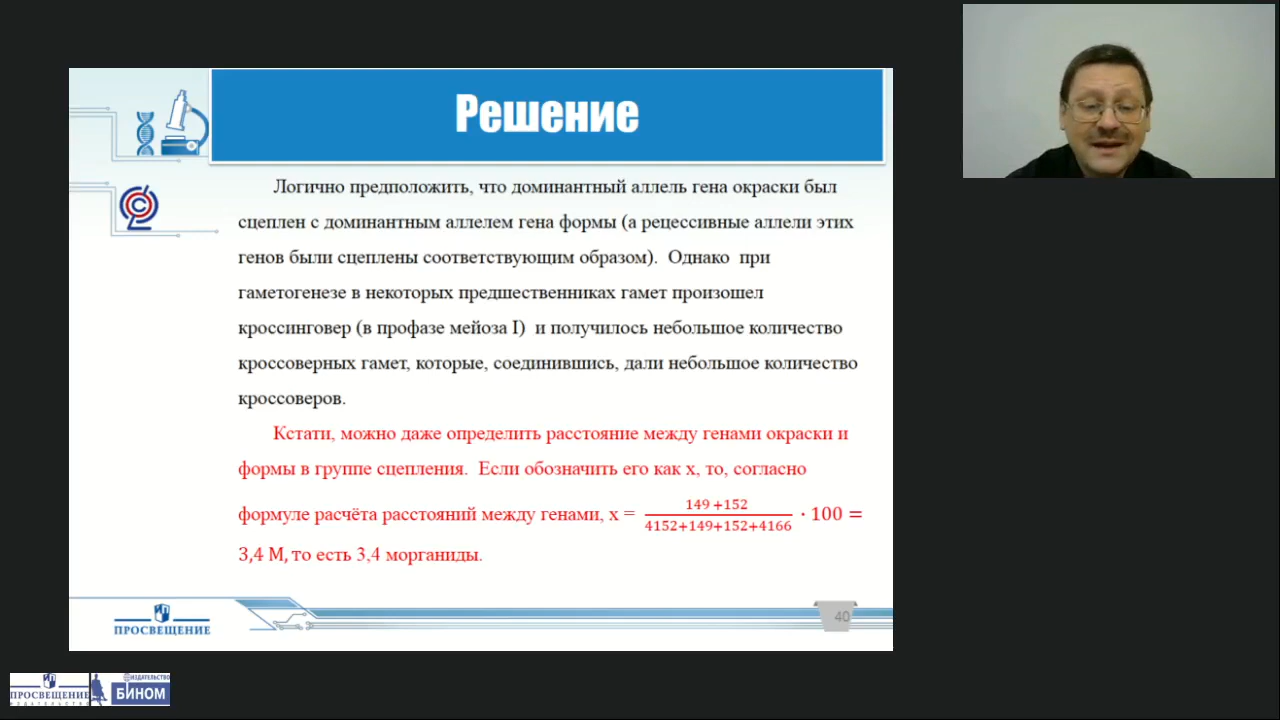 Решение
Логично предположить, что доминантный аллель гена окраски был
сцеплен с доминантным аллелем гена формы (а рецессивные аллели этих
генов были сцеплены соответствующим образом). Однако при
гаметогенезе в некоторых предшественниках гамет произошел
кроссинговер (в профазе мейоза I) и получилось небольшое количество
кроссоверных гамет, которые, соединившись, дали небольшое количество
кроссоверов.
Кстати, можно даже определить расстояние между генами окраски и
формы в группе сцепления. Если обозначить его как х, то, согласно
формуле расчёта расстояний между генами, х = 149 +152 / 4152+149+152+4166 · 100 =
3,4 М, то есть 3,4 морганиды.
ПРОСВЕЩЕНИЕ
40
ПРОСВЕЩЕНИЕ
ИЗДАТЕЛЬСТВО
ИЗДАТЕЛЬСТВО
БИНОМ